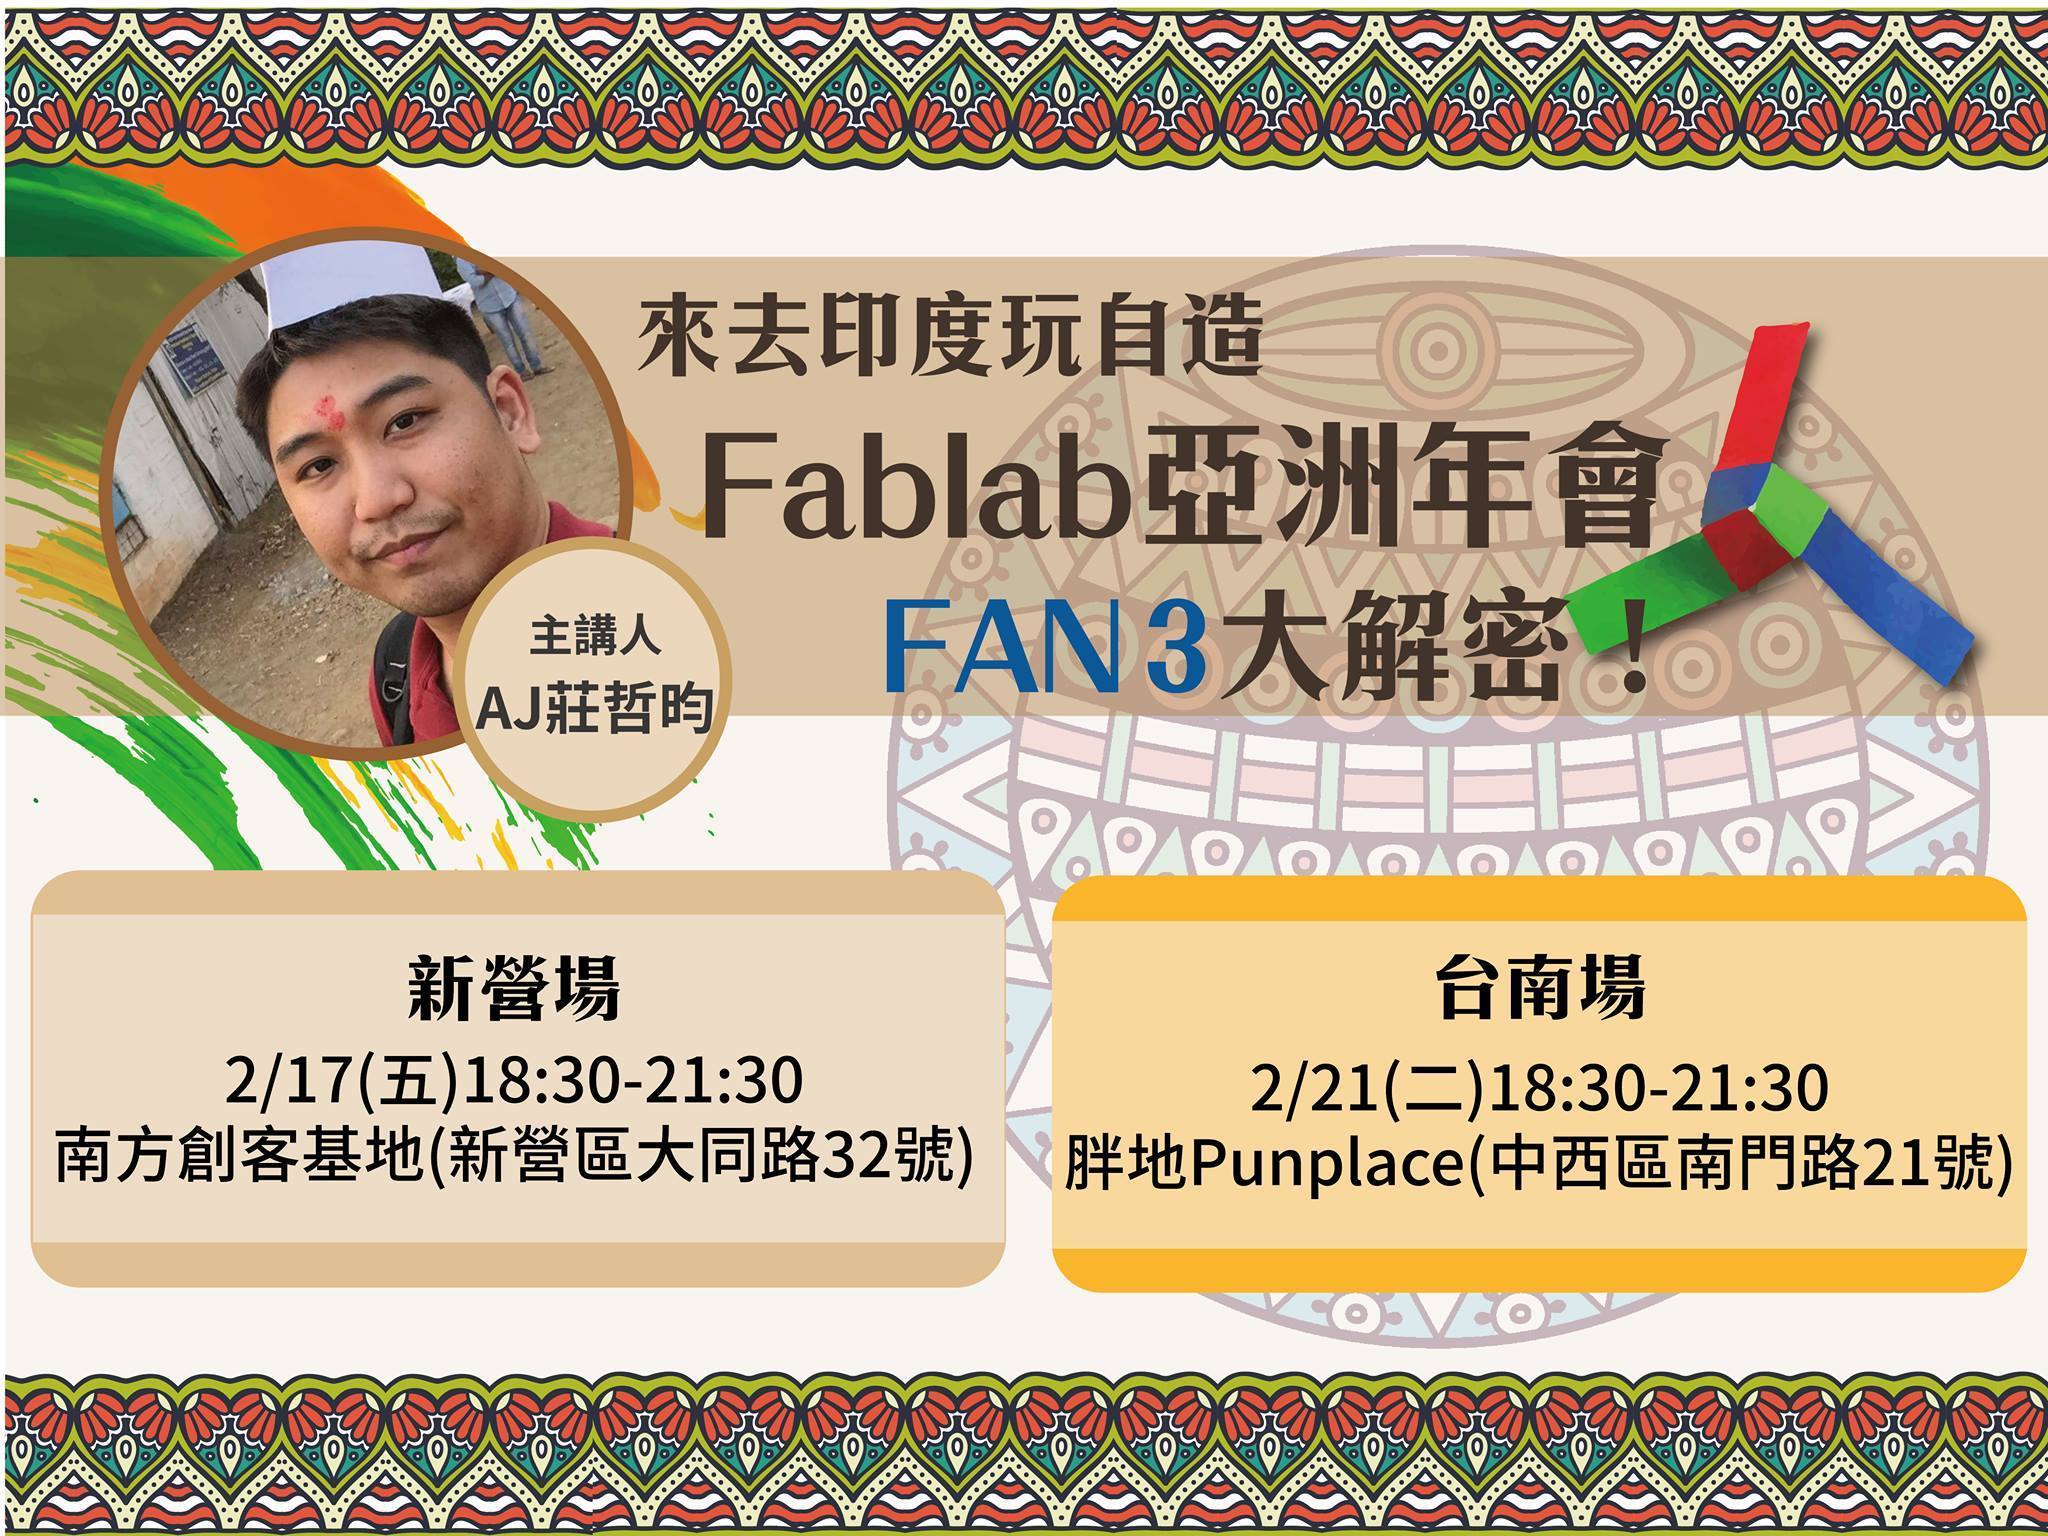 來去印度玩自造
Fablab亞洲年會
FAN 3大解密！
主講人
AJ莊哲昀
新營場
2/17(五)18:30-21:30
南方創客基地(新營區大同路32號)
台南場
2/21(二)18:30-21:30
胖地Punplace(中西區南門路21號)